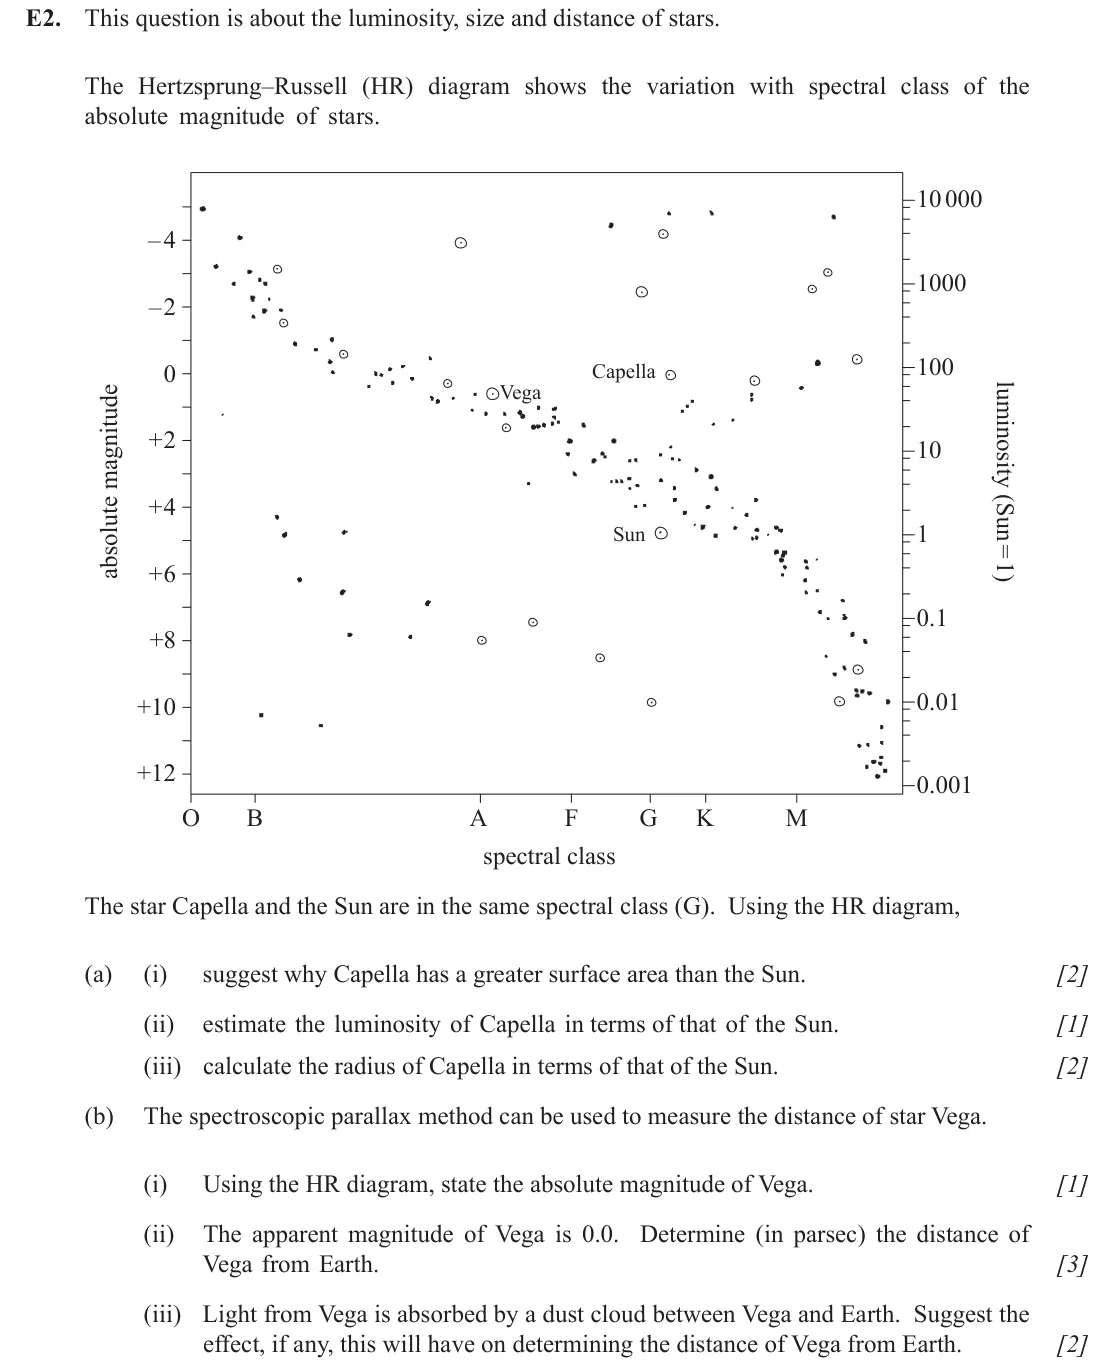 E2. This question is about the luminosity, size and distance of stars.
The Hertzsprung–Russell (HR) diagram shows the variation with spectral class of the
absolute magnitude of stars.
10 000
–4
1000
–2
0
100
Capella
Vega
+2
10
absolute magnitude
luminosity (Sun = 1)
+4
Sun
1
+6
0.1
+8
+10
0.01
+12
0.001
O B A F G K M
spectral class
The star Capella and the Sun are in the same spectral class (G). Using the HR diagram,
(a) (i) suggest why Capella has a greater surface area than the Sun. [2]
(ii) estimate the luminosity of Capella in terms of that of the Sun. [1]
(iii) calculate the radius of Capella in terms of that of the Sun. [2]
(b) The spectroscopic parallax method can be used to measure the distance of star Vega.
(i) Using the HR diagram, state the absolute magnitude of Vega. [1]
(ii) The apparent magnitude of Vega is 0.0. Determine (in parsec) the distance of
Vega from Earth. [3]
(iii) Light from Vega is absorbed by a dust cloud between Vega and Earth. Suggest the
effect, if any, this will have on determining the distance of Vega from Earth. [2]